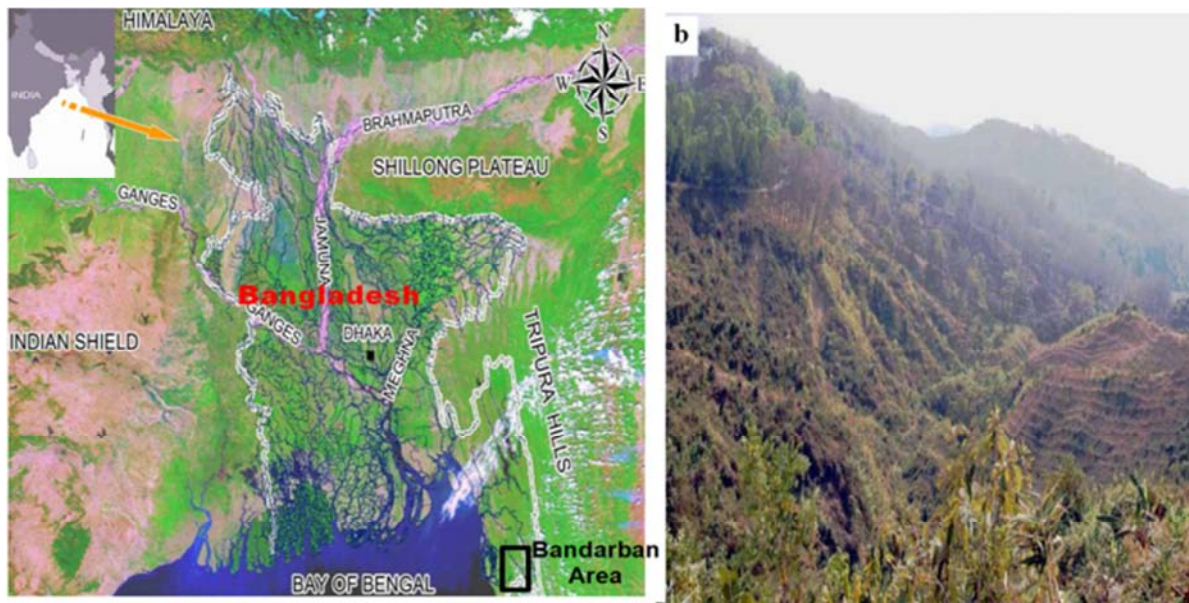 HIMALAYA
INDIA
N
W
E
S
BRAHMAPUTRA
SHILLONG PLATEAU
GANGES
JAMUNA
Bangladesh
GANGES
DHAKA
INDIAN SHIELD
MEGHNA
TRIPURA HILLS
Bandarban
Area
BAY OF BENGAL
b